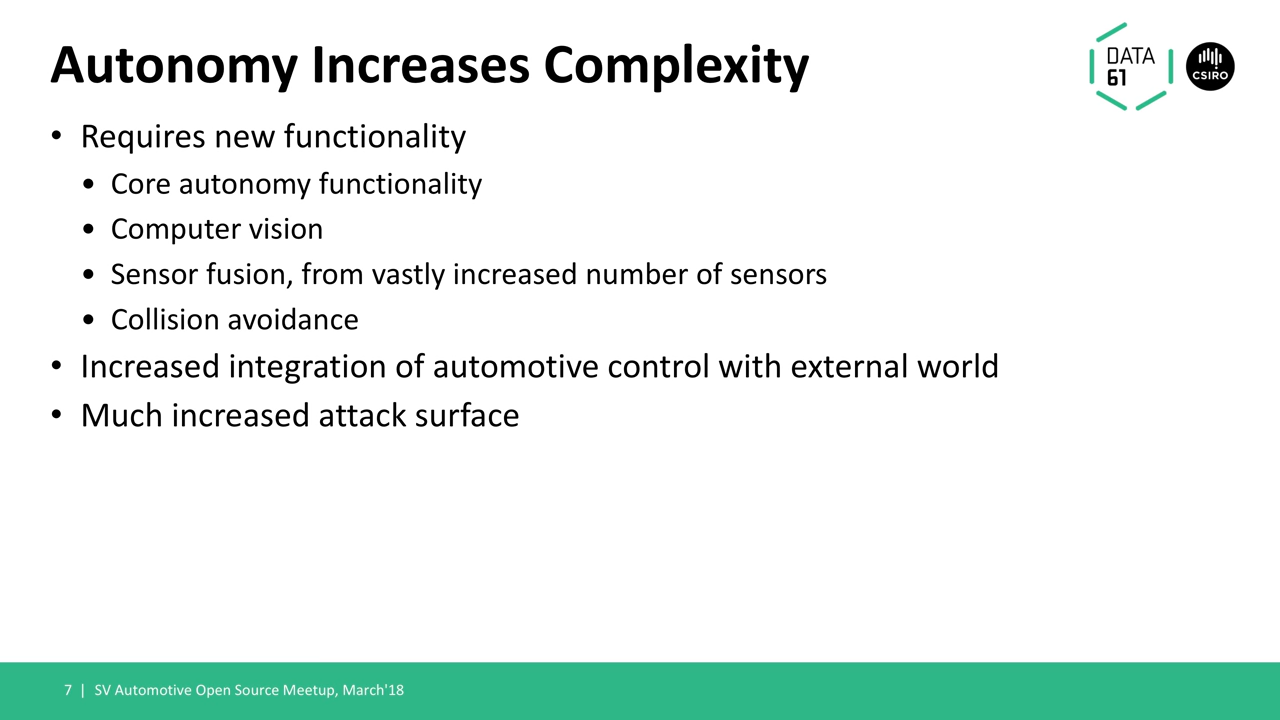 Autonomy Increases Complexity
DATA
61
CSIRO
• Requires new functionality
• Core autonomy functionality
• Computer vision
• Sensor fusion, from vastly increased number of sensors
• Collision avoidance
• Increased integration of automotive control with external world
• Much increased attack surface
7 | SV Automotive Open Source Meetup, March'18